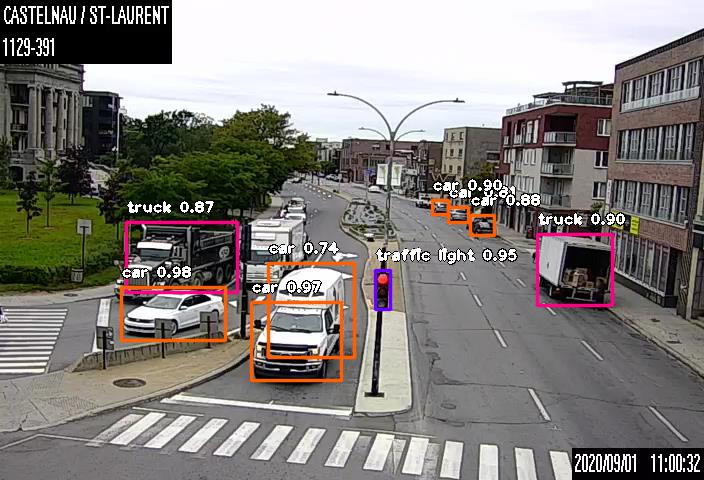 CASTELNAU / ST-LAURENT
1129-391
car 0.90
car 0.88
truck 0.87
truck 0.90
car 0.74
traffic light 0.95
car 0.98
car 0.97
2020/09/01 11:00:32